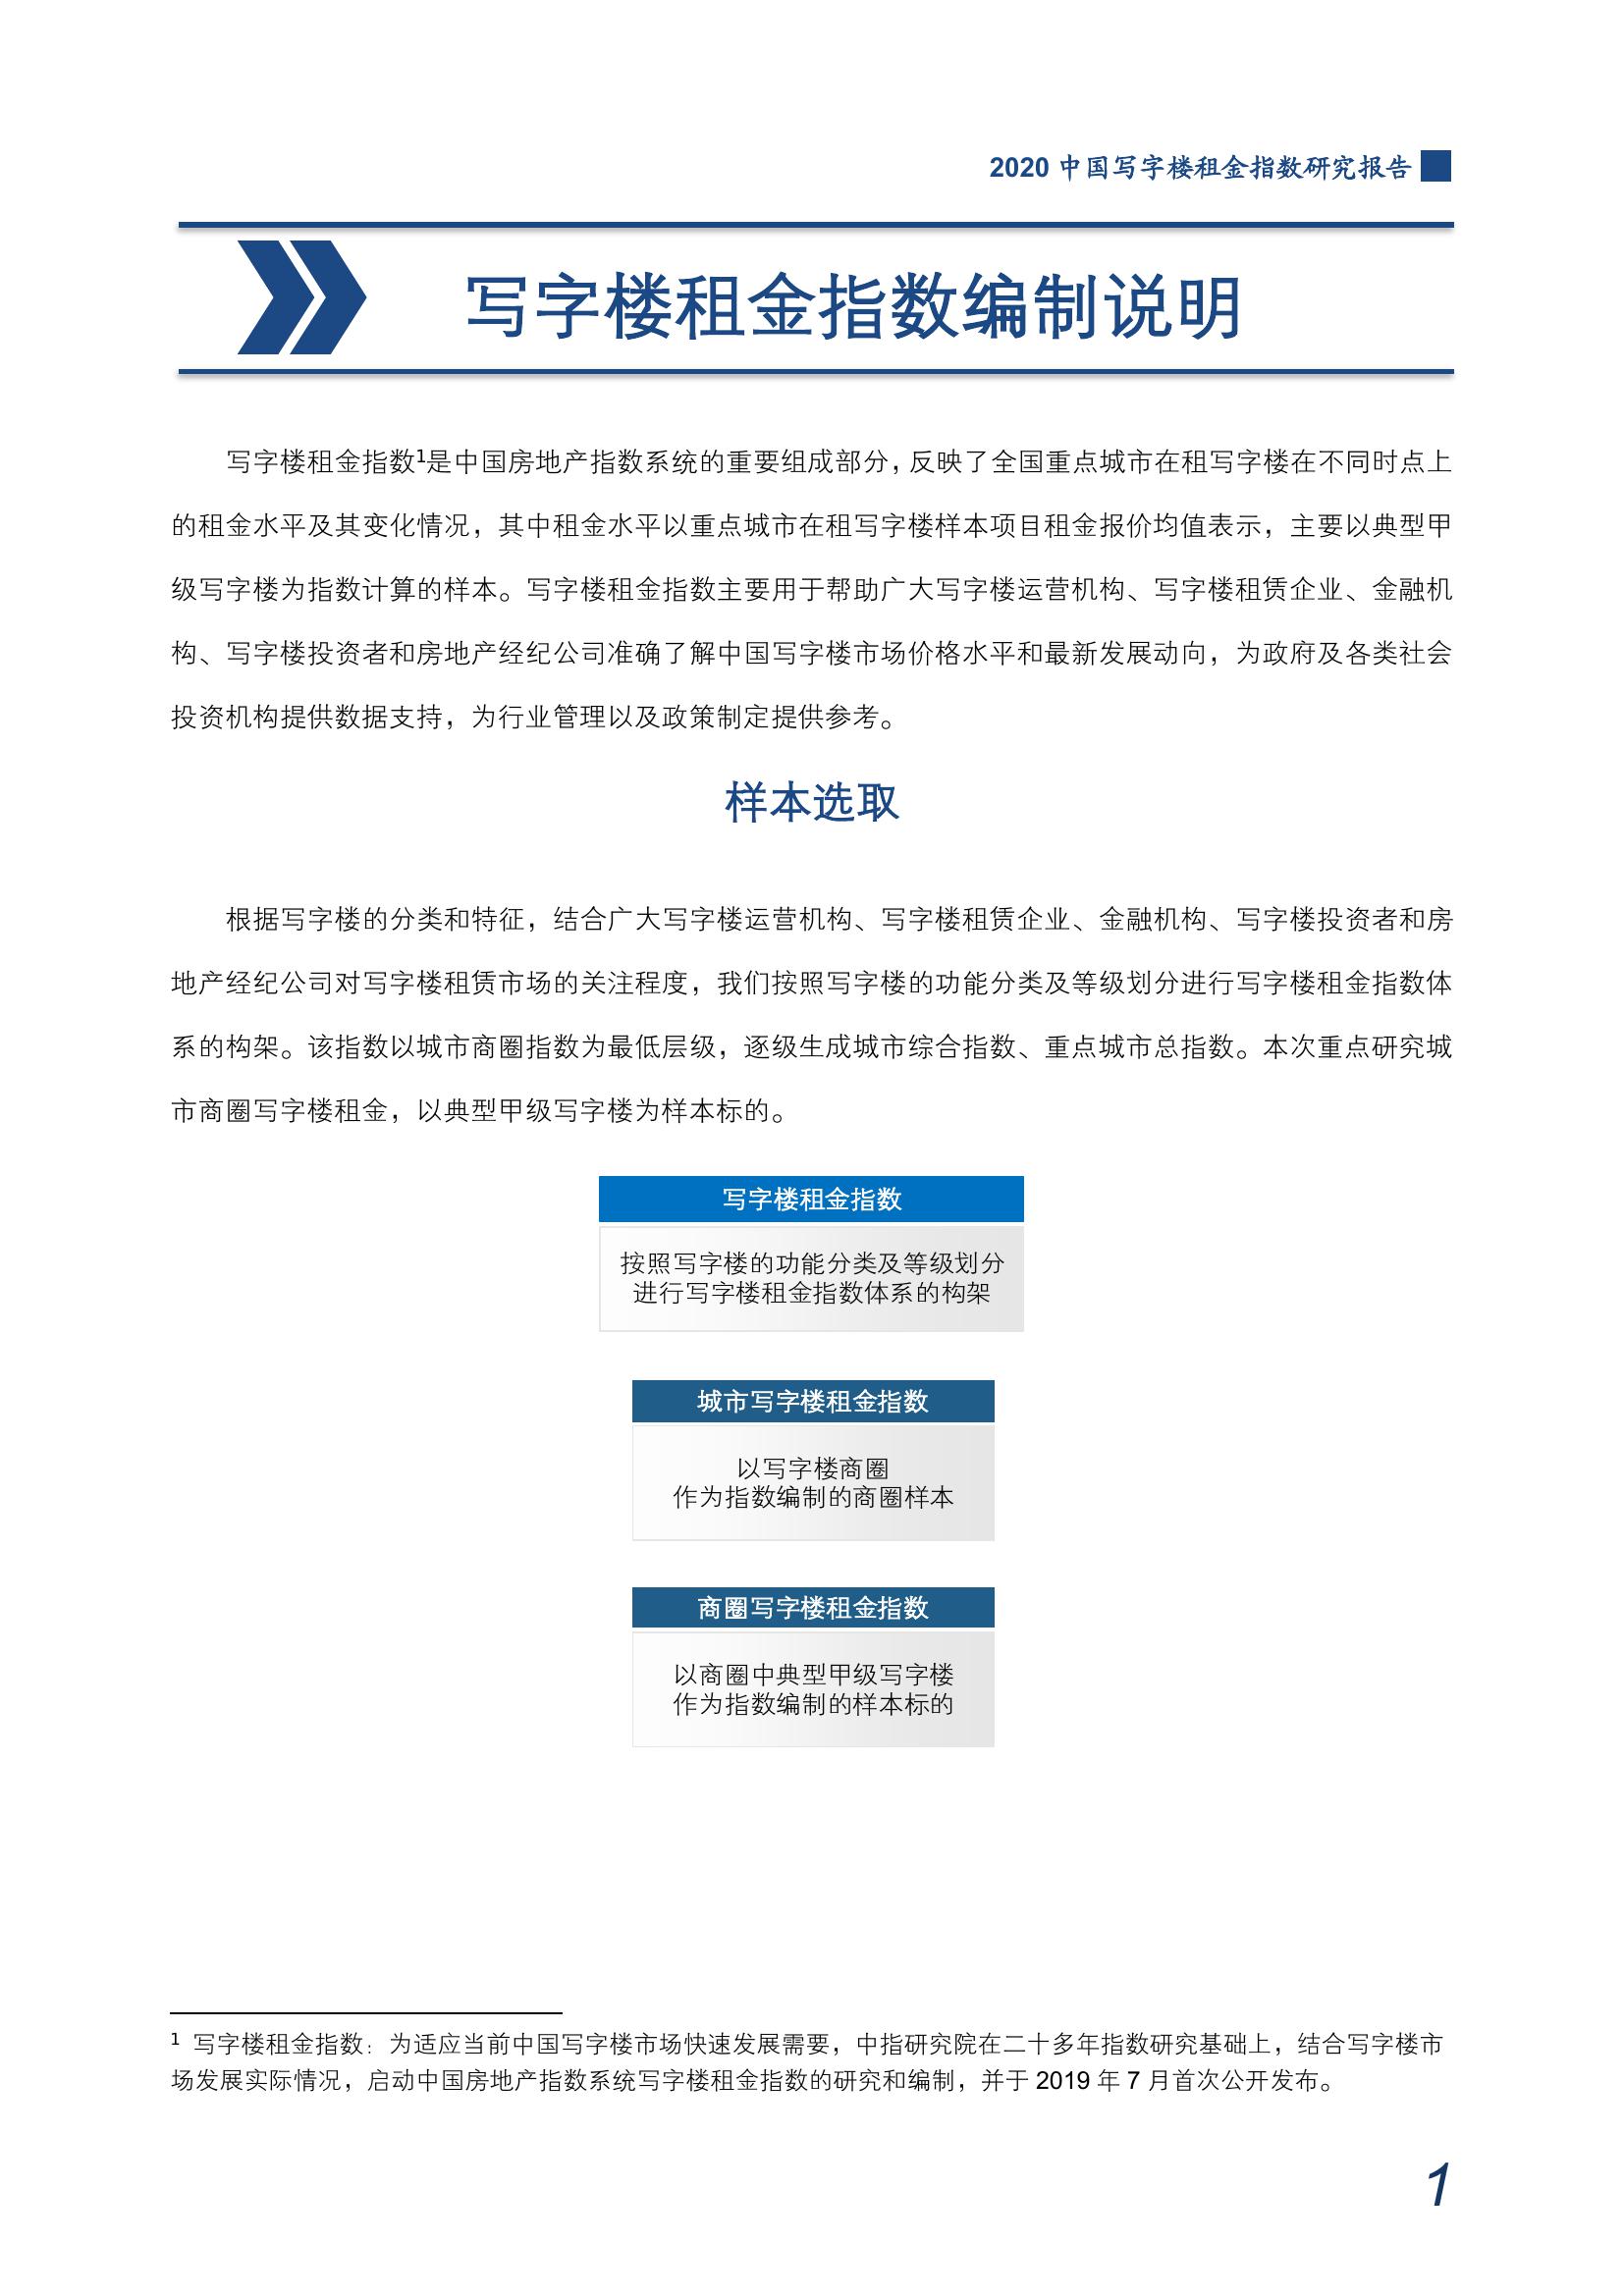 2020 中国写字楼租金指数研究报告
写字楼租金指数编制说明
写字楼租金指数¹是中国房地产指数系统的重要组成部分，反映了全国重点城市在租写字楼在不同时点上
的租金水平及其变化情况，其中租金水平以重点城市在租写字楼样本项目租金报价均值表示，主要以典型甲
级写字楼为指数计算的样本。写字楼租金指数主要用于帮助广大写字楼运营机构、写字楼租赁企业、金融机
构、写字楼投资者和房地产经纪公司准确了解中国写字楼市场价格水平和最新发展动向，为政府及各类社会
投资机构提供数据支持，为行业管理以及政策制定提供参考。
样本选取
根据写字楼的分类和特征，结合广大写字楼运营机构、写字楼租赁企业、金融机构、写字楼投资者和房
地产经纪公司对写字楼租赁市场的关注程度，我们按照写字楼的功能分类及等级划分进行写字楼租金指数体
系的构架。该指数以城市商圈指数为最低层级，逐级生成城市综合指数、重点城市总指数。本次重点研究城
市商圈写字楼租金，以典型甲级写字楼为样本标的。
写字楼租金指数
按照写字楼的功能分类及等级划分
进行写字楼租金指数体系的构架
城市写字楼租金指数
以写字楼商圈
作为指数编制的商圈样本
商圈写字楼租金指数
以商圈中典型甲级写字楼
作为指数编制的样本标的
¹ 写字楼租金指数：为适应当前中国写字楼市场快速发展需要，中指研究院在二十多年指数研究基础上，结合写字楼市
场发展实际情况，启动中国房地产指数系统写字楼租金指数的研究和编制，并于 2019 年 7 月首次公开发布。
1